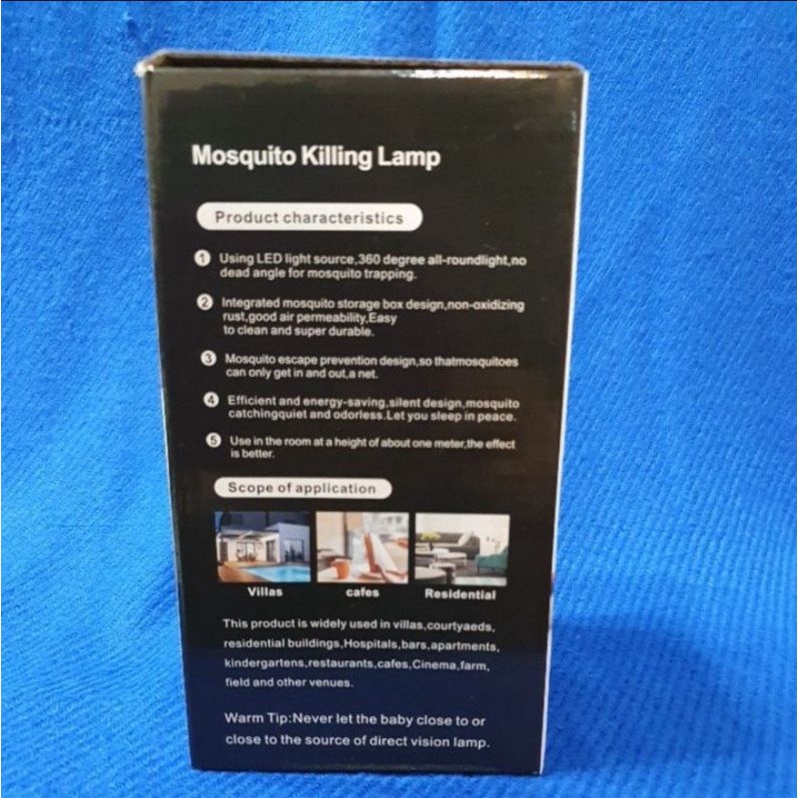 Mosquito Killing Lamp
Product characteristics
1 Using LED light source,360 degree all-roundlight,no
dead angle for mosquito trapping.
2 Integrated mosquito storage box design,non-oxidizing
rust,good air permeability,Easy
to clean and super durable.
3 Mosquito escape prevention design,so thatmosquitoes
can only get in and out,a net.
4 Efficient and energy-saving,silent design,mosquito
catchingquiet and odorless.Let you sleep in peace.
5 Use in the room at a height of about one meter,the effect
is better.
Scope of application
Villas cafes Residential
This product is widely used in villas,courtyaeds,
residential buildings,Hospitals,bars,apartments,
kindergartens,restaurants,cafes,Cinema,farm,
field and other venues.
Warm Tip:Never let the baby close to or
close to the source of direct vision lamp.